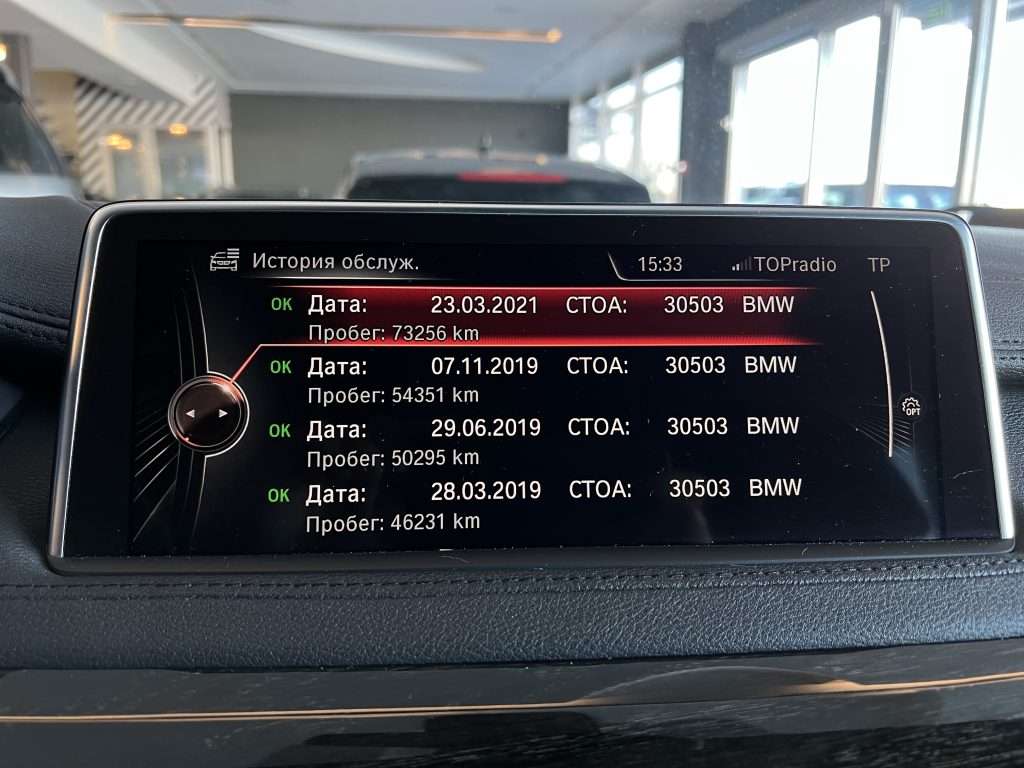 История обслуж. 15:33 TOPradio TP
OK Дата: 23.03.2021 СТОА: 30503 BMW
Пробег: 73256 km
OK Дата: 07.11.2019 СТОА: 30503 BMW
Пробег: 54351 km
OPT
OK Дата: 29.06.2019 СТОА: 30503 BMW
Пробег: 50295 km
OK Дата: 28.03.2019 СТОА: 30503 BMW
Пробег: 46231 km